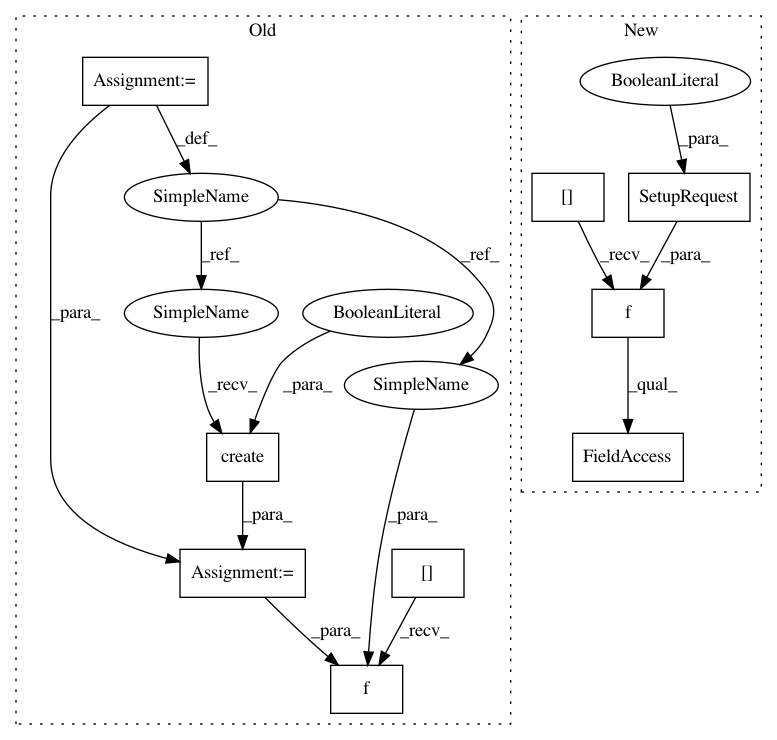 Old
New
Assignment:=
BooleanLiteral
_def_
_para_
SimpleName
[]
SetupRequest
_ref_
_ref_
_recv_
_para_
_para_
SimpleName
BooleanLiteral
f
SimpleName
_recv_
_para_
_qual_
create
FieldAccess
_para_
_para_
Assignment:=
[]
_para_
_recv_
f